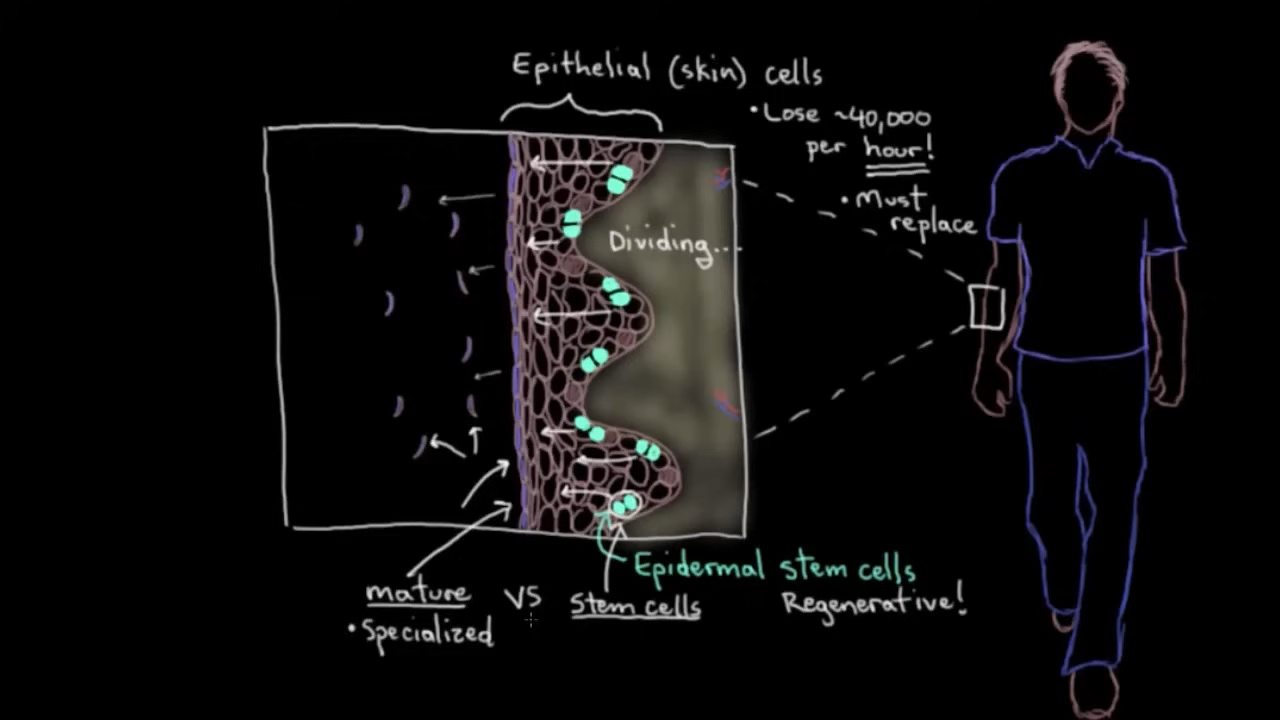 Epithelial (skin) cells
• Lose ~40,000
per hour!
• Must
replace
Dividing...
Epidermal stem cells
Regenerative!
mature vs Stem cells
• Specialized